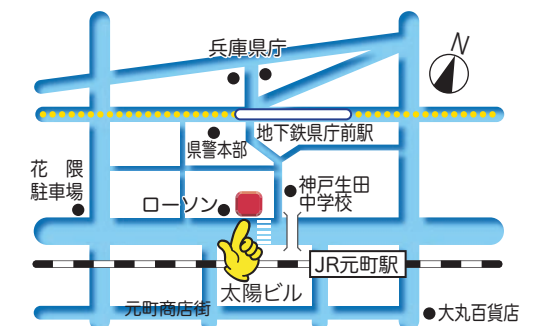 兵庫県庁
N
地下鉄県庁前駅
県警本部
花 隈
駐車場
神戸生田
中学校
ローソン
JR元町駅
太陽ビル
元町商店街
大丸百貨店